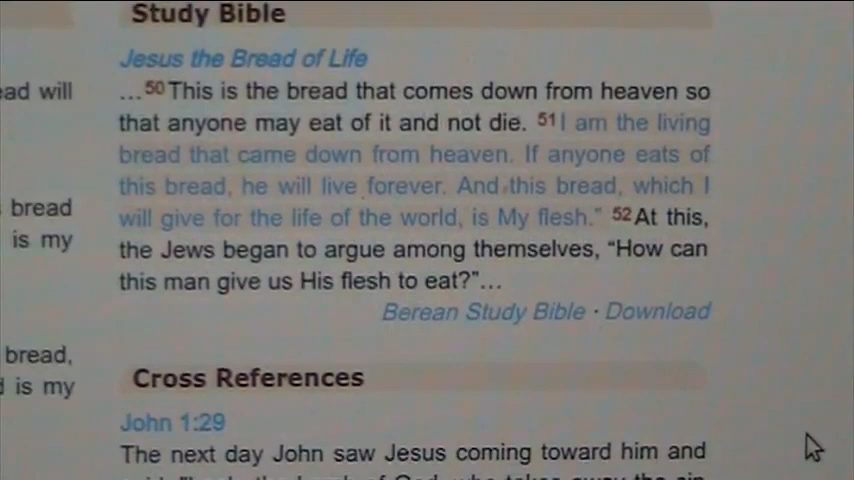 Study Bible
Jesus the Bread of Life
...50 This is the bread that comes down from heaven so
that anyone may eat of it and not die. 51 I am the living
bread that came down from heaven. If anyone eats of
this bread, he will live forever. And this bread, which I
will give for the life of the world, is My flesh.” 52 At this,
the Jews began to argue among themselves, “How can
this man give us His flesh to eat?”...
Berean Study Bible · Download
Cross References
John 1:29
The next day John saw Jesus coming toward him and
will
bread
is my
bread,
is my